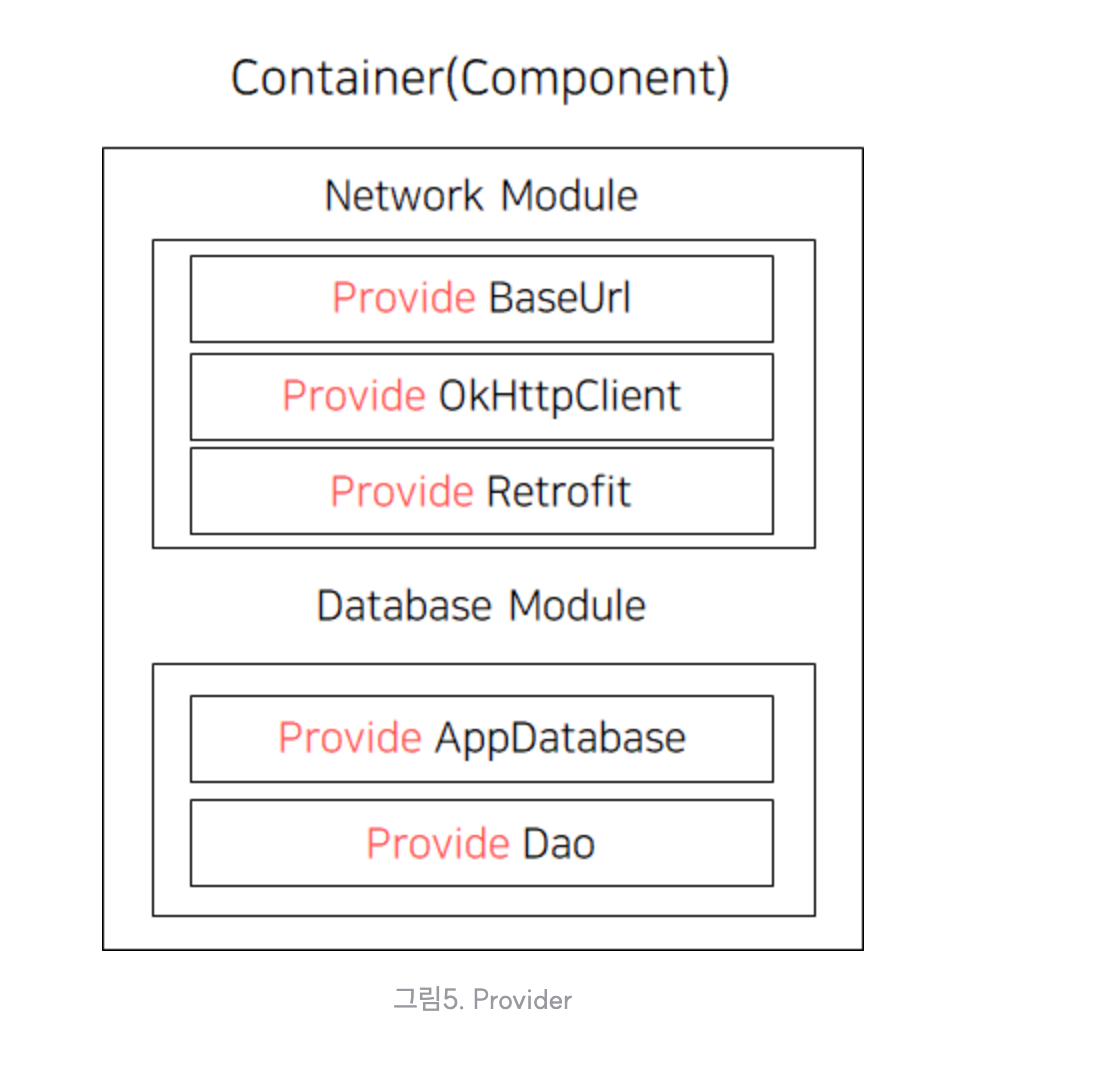 Container(Component)
Network Module
Provide BaseUrl
Provide OkHttpClient
Provide Retrofit
Database Module
Provide AppDatabase
Provide Dao
그림5. Provider